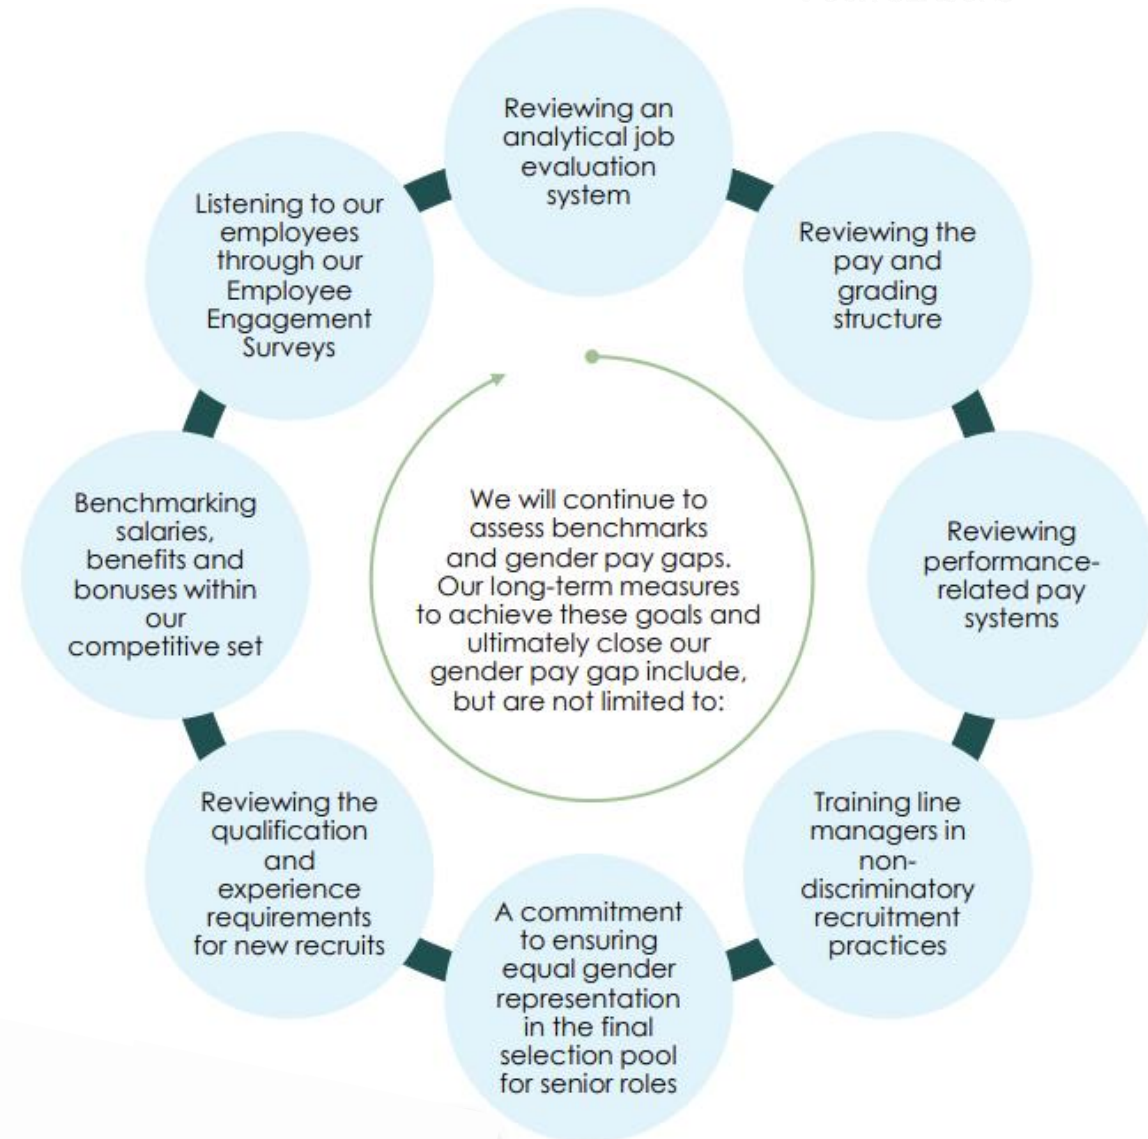 Reviewing an
analytical job
evaluation
system
Reviewing the
pay and
grading
structure
Reviewing
performance-
related pay
systems
Training line
managers in
non-
discriminatory
recruitment
practices
A commitment
to ensuring
equal gender
representation
in the final
selection pool
for senior roles
Reviewing the
qualification
and
experience
requirements
for new recruits
Benchmarking
salaries,
benefits and
bonuses within
our
competitive set
Listening to our
employees
through our
Employee
Engagement
Surveys
We will continue to
assess benchmarks
and gender pay gaps.
Our long-term measures
to achieve these goals and
ultimately close our
gender pay gap include,
but are not limited to: